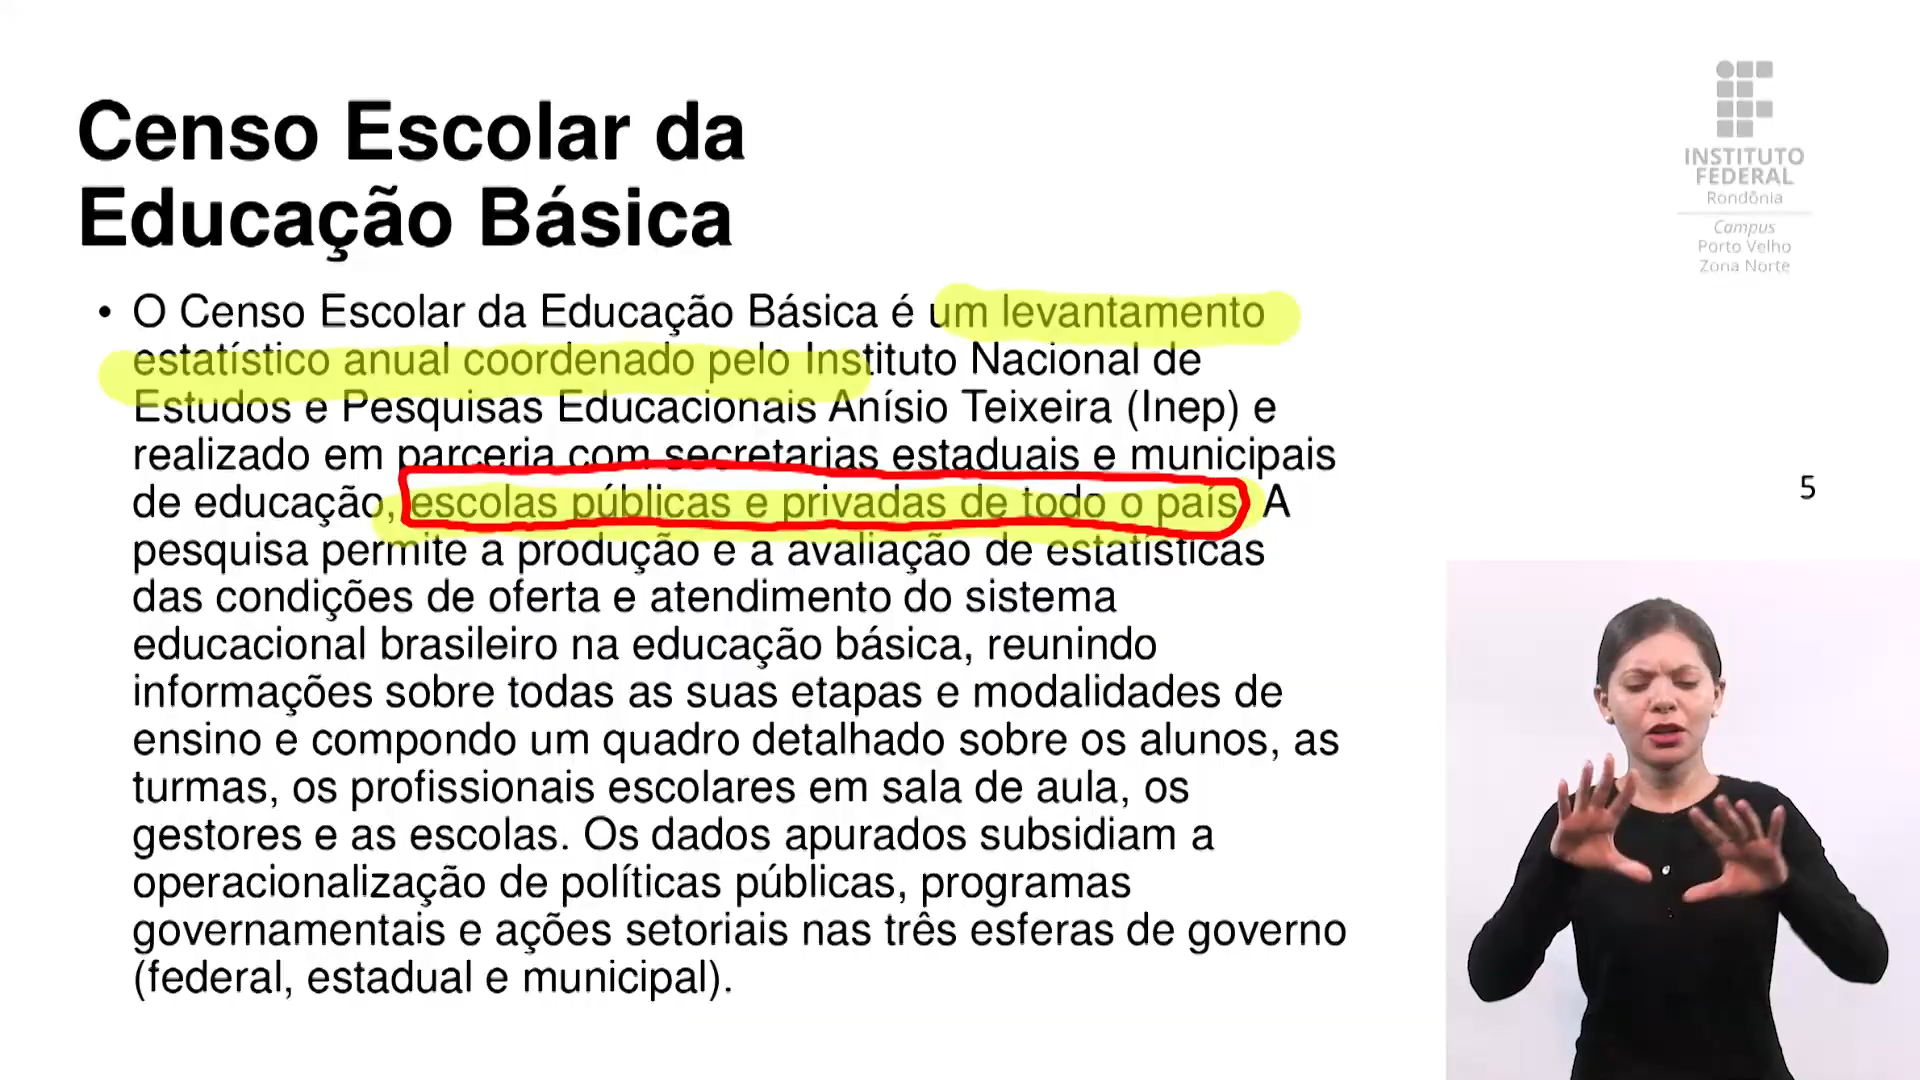 Censo Escolar da
Educação Básica
• O Censo Escolar da Educação Básica é um levantamento
estatístico anual coordenado pelo Instituto Nacional de
Estudos e Pesquisas Educacionais Anísio Teixeira (Inep) e
realizado em parceria com secretarias estaduais e municipais
de educação, escolas públicas e privadas de todo o país. A
pesquisa permite a produção e a avaliação de estatísticas
das condições de oferta e atendimento do sistema
educacional brasileiro na educação básica, reunindo
informações sobre todas as suas etapas e modalidades de
ensino e compondo um quadro detalhado sobre os alunos, as
turmas, os profissionais escolares em sala de aula, os
gestores e as escolas. Os dados apurados subsidiam a
operacionalização de políticas públicas, programas
governamentais e ações setoriais nas três esferas de governo
(federal, estadual e municipal).
INSTITUTO
FEDERAL
Rondônia
Campus
Porto Velho
Zona Norte
5